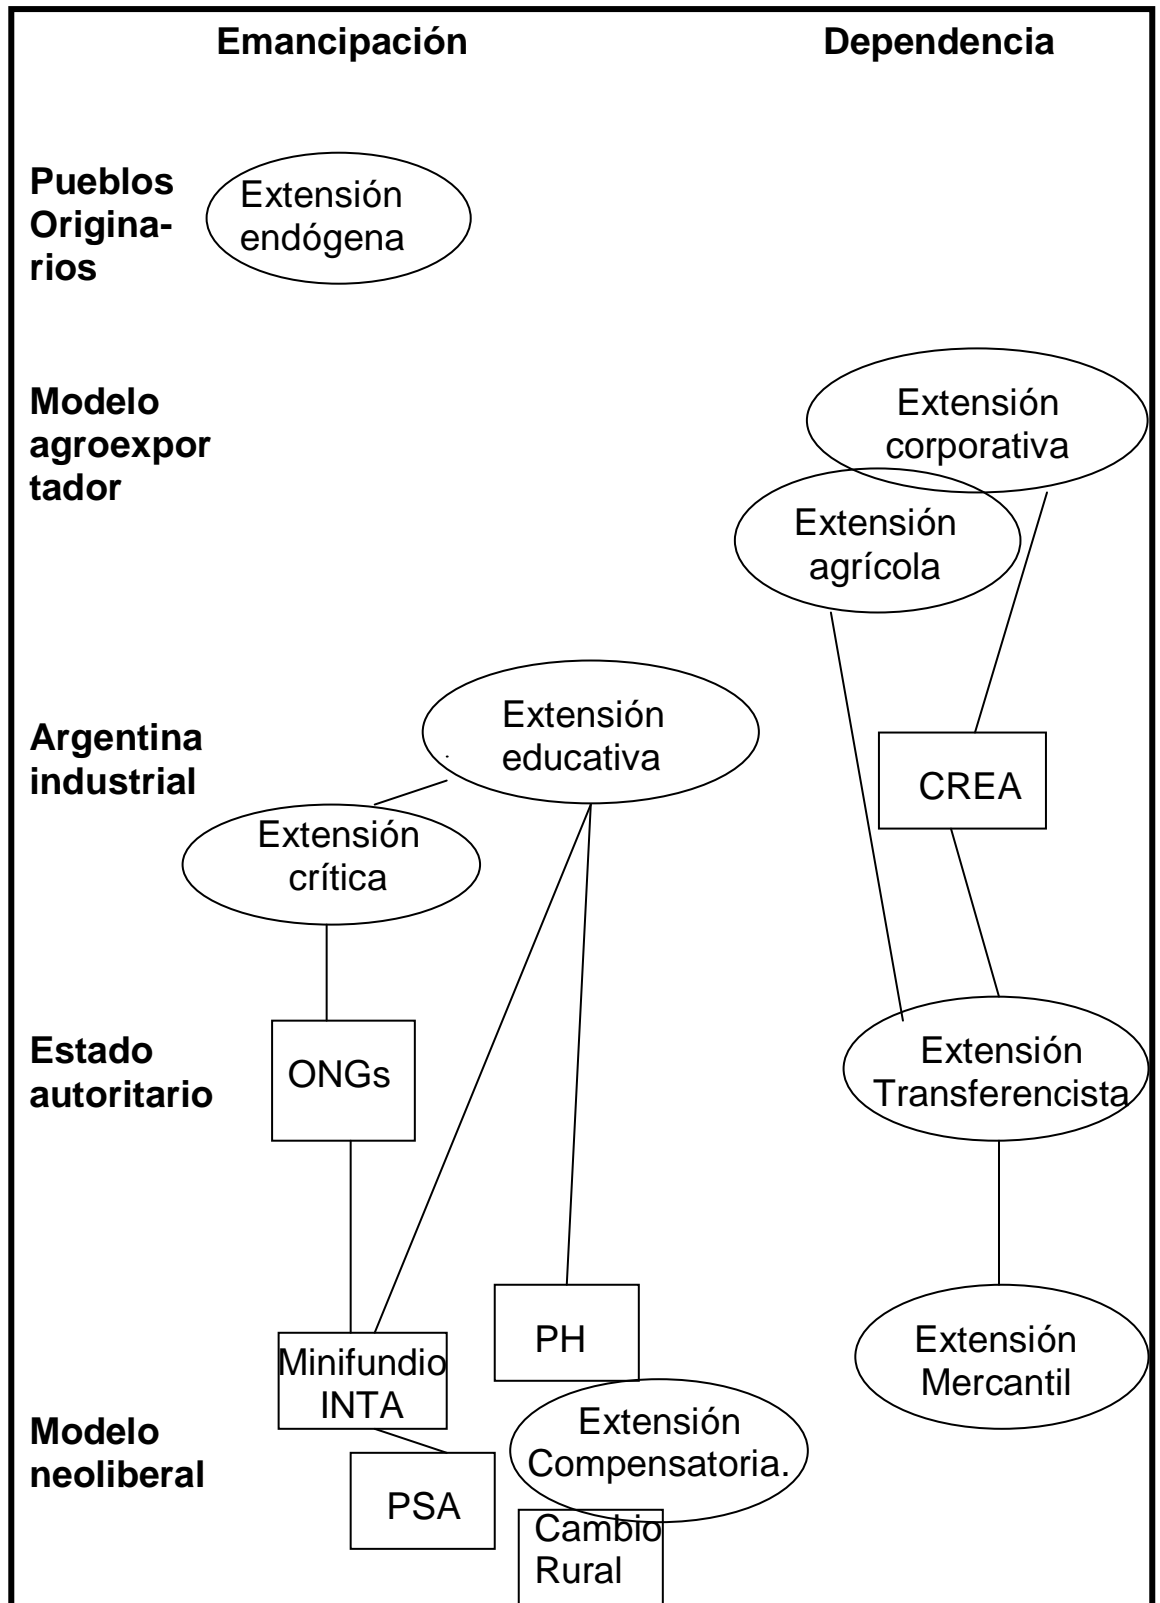 Emancipación
Dependencia
Pueblos
Origina-
rios
Extensión
endógena
Modelo
agroexpor
tador
Extensión
corporativa
Extensión
agrícola
Argentina
industrial
Extensión
educativa
CREA
Extensión
crítica
Estado
autoritario
ONGs
Extensión
Transferencista
Minifundio
INTA
PH
Extensión
Mercantil
Modelo
neoliberal
Extensión
Compensatoria.
PSA
Cambio
Rural